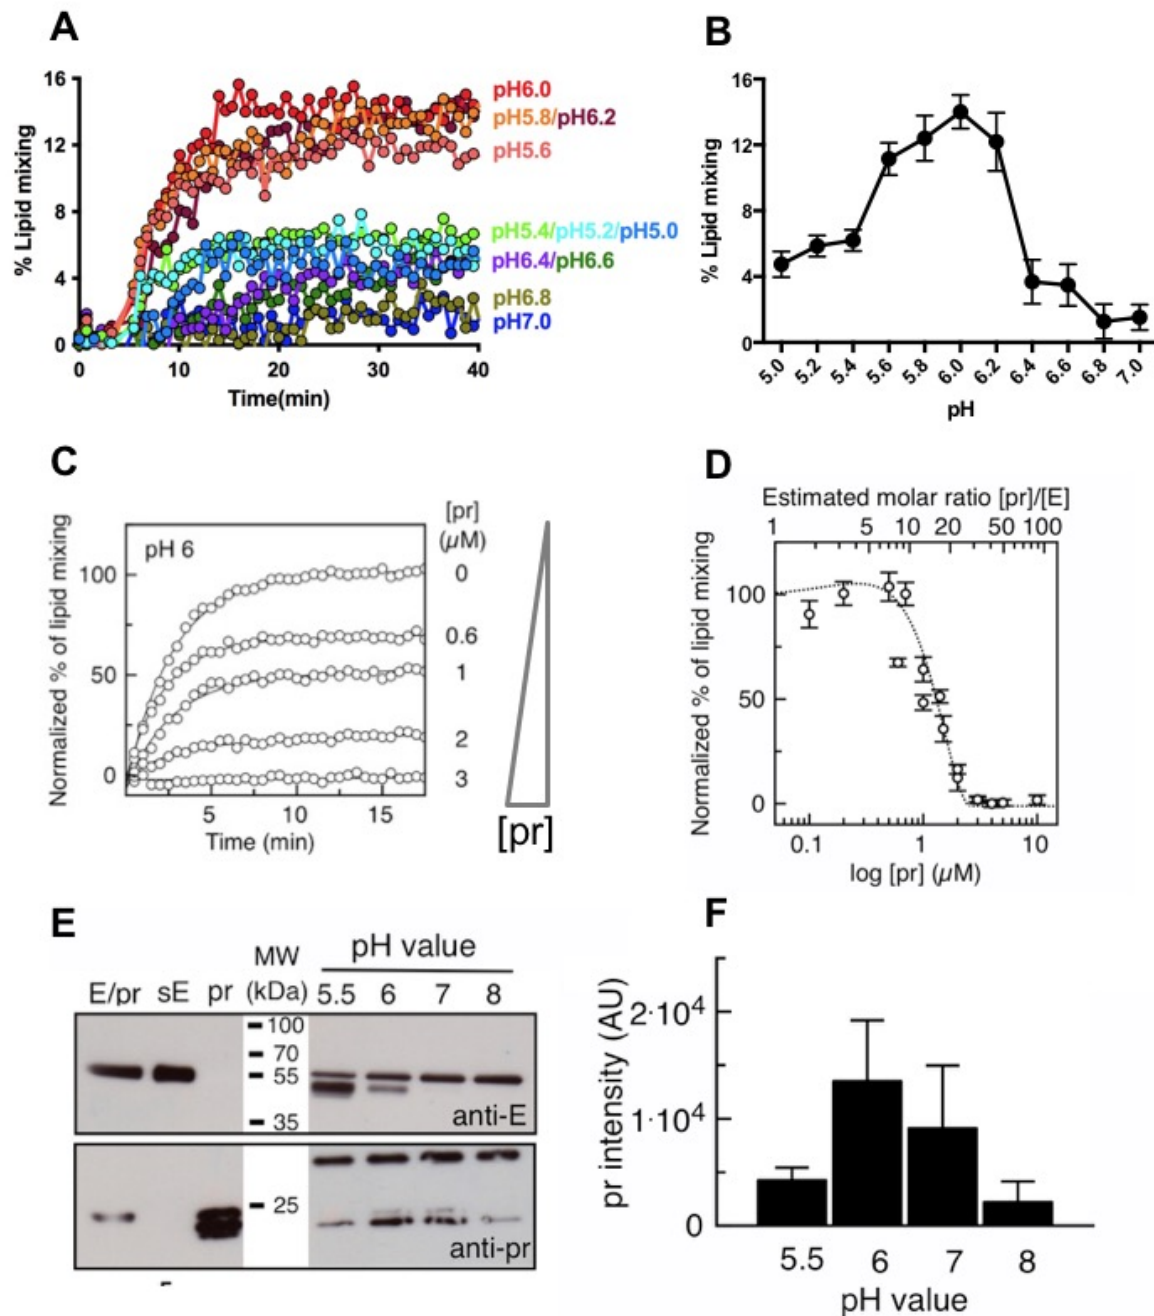 A
16
12
8
4
0
% Lipid mixing
0 10 20 30 40
Time(min)
pH6.0
pH5.8/pH6.2
pH5.6
pH5.4/pH5.2/pH5.0
pH6.4/pH6.6
pH6.8
pH7.0
B
16
12
8
4
0
% Lipid mixing
5.0 5.2 5.4 5.6 5.8 6.0 6.2 6.4 6.6 6.8 7.0
pH
C
pH 6
100
50
0
Normalized % of lipid mixing
5 10 15
Time (min)
[pr]
(µM)
0
0.6
1
2
3
[pr]
D
Estimated molar ratio [pr]/[E]
1 5 10 20 50 100
100
50
0
Normalized % of lipid mixing
0.1 1 10
log [pr] (µM)
E
MW
(kDa)
pH value
E/pr sE pr
5.5 6 7 8
100
70
55
35
anti-E
25
anti-pr
F
2·10⁴
1·10⁴
0
pr intensity (AU)
5.5 6 7 8
pH value